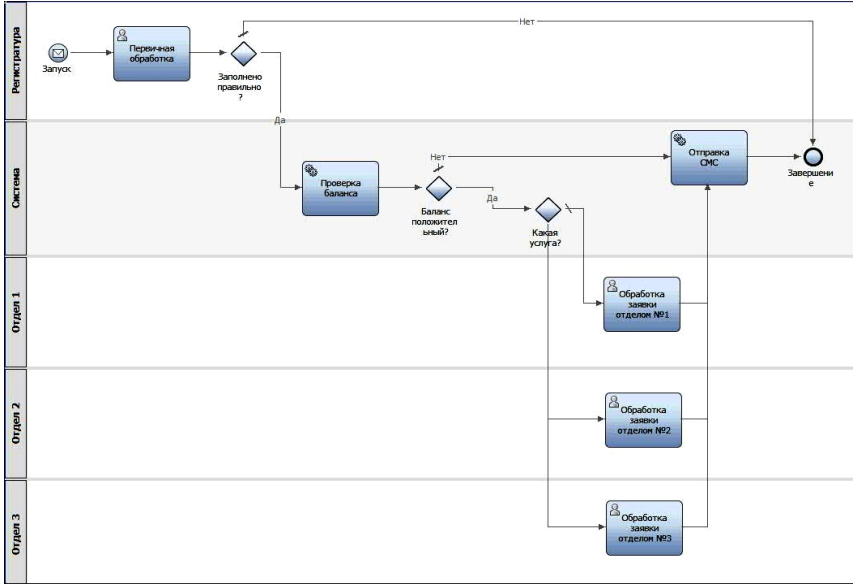 Регистратура
Запуск
Первичная
обработка
Заполнено
правильно
?
Нет
Да
Система
Проверка
баланса
Баланс
положител
ьный?
Нет
Да
Какая
услуга?
Отправка
СМС
Завершени
е
Отдел 1
Обработка
заявки
отделом №1
Отдел 2
Обработка
заявки
отделом №2
Отдел 3
Обработка
заявки
отделом №3